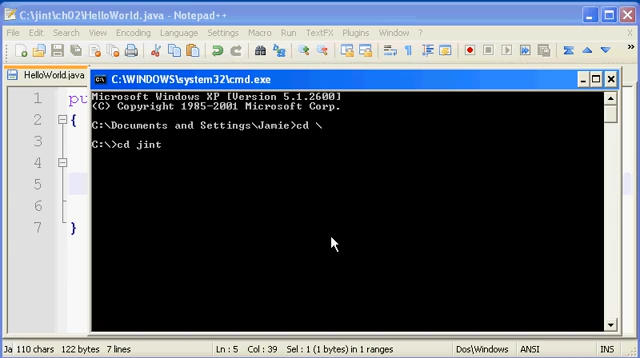 C:\jint\ch02\HelloWorld.java - Notepad++
File Edit Search View Encoding Language Settings Macro Run TextFX Plugins Window ? X
HelloWorld.java
C:\WINDOWS\system32\cmd.exe
1 pu
2 {
3
4
5
6
7 }
Microsoft Windows XP [Version 5.1.2600]
(C) Copyright 1985-2001 Microsoft Corp.
C:\Documents and Settings\Jamie>cd \
C:\>cd jint
Ja 110 chars 122 bytes 7 lines Ln : 5 Col : 39 Sel : 1 (1 bytes) in 1 ranges Dos\Windows ANSI INS